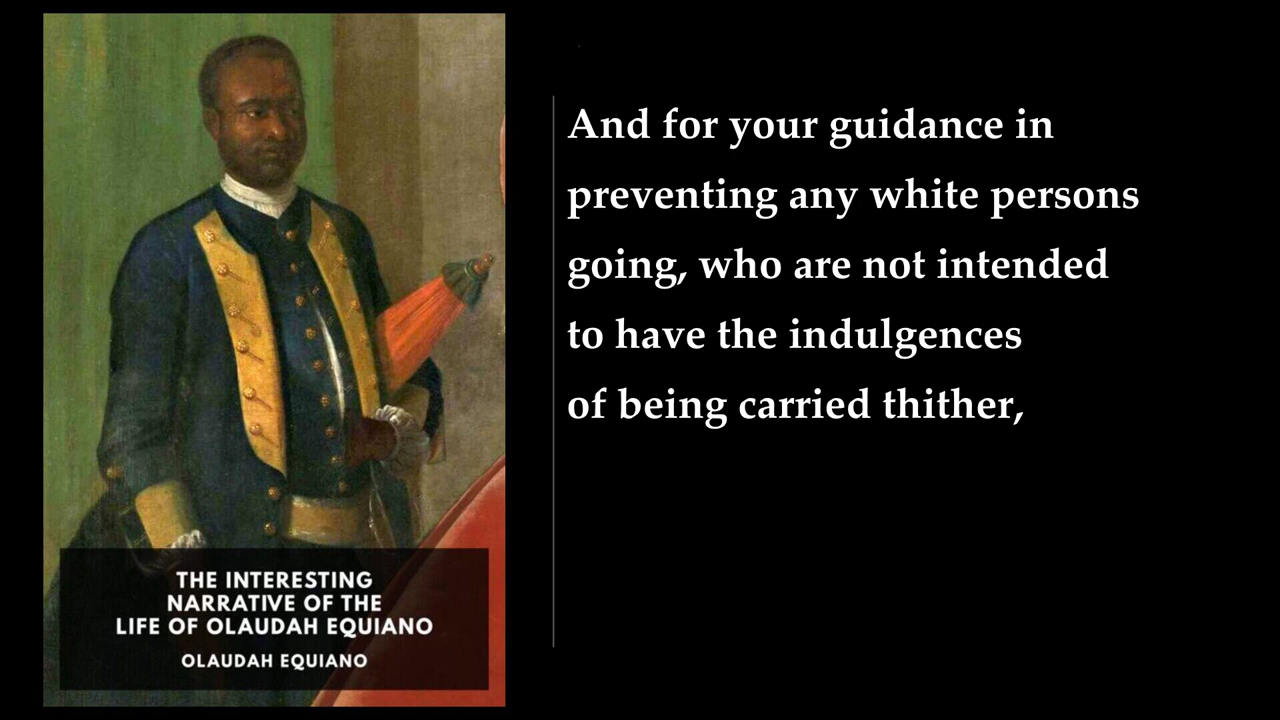 And for your guidance in
preventing any white persons
going, who are not intended
to have the indulgences
of being carried thither,
THE INTERESTING
NARRATIVE OF THE
LIFE OF OLAUDAH EQUIANO
OLAUDAH EQUIANO